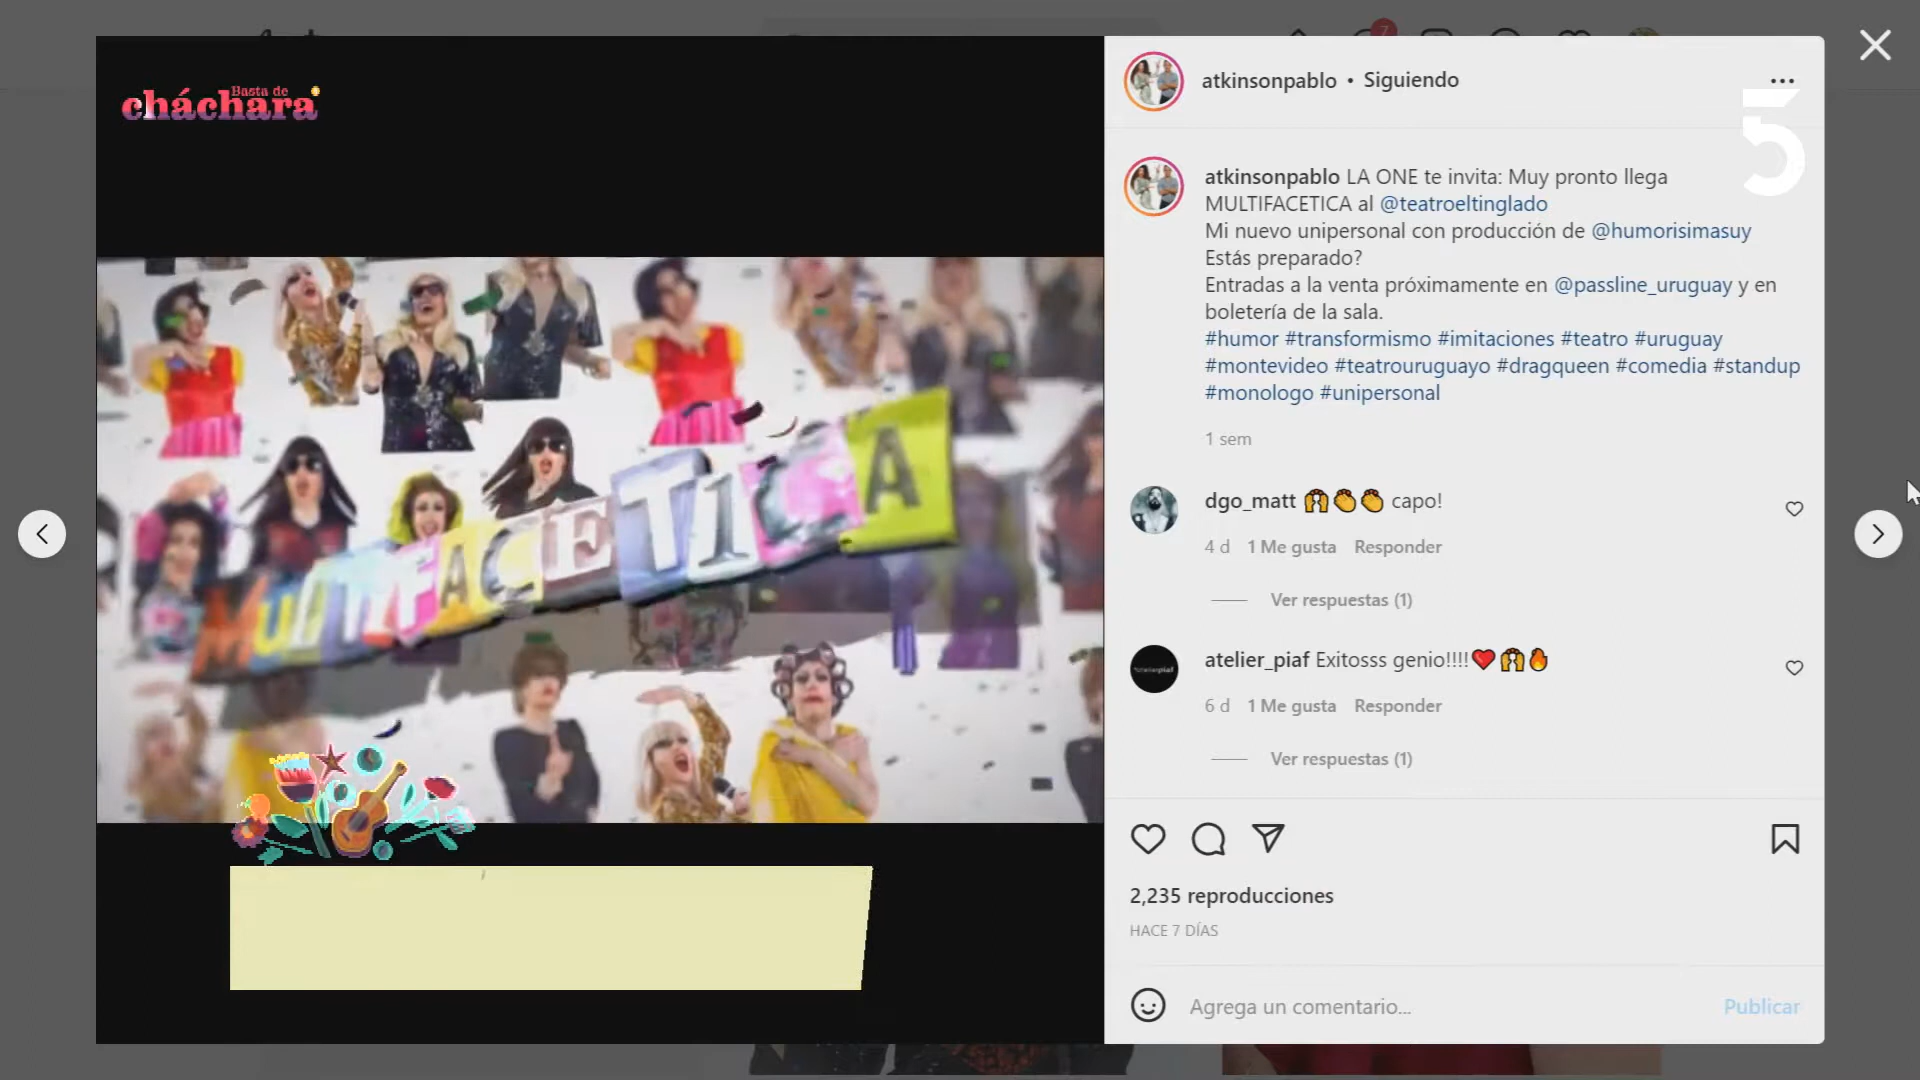 Basta de
cháchara
MULTIFACETICA
7
atkinsonpablo • Siguiendo
5
atkinsonpablo LA ONE te invita: Muy pronto llega
MULTIFACETICA al @teatroeltinglado
Mi nuevo unipersonal con producción de @humorisimasuy
Estás preparado?
Entradas a la venta próximamente en @passline_uruguay y en
boletería de la sala.
#humor #transformismo #imitaciones #teatro #uruguay
#montevideo #teatrouruguayo #dragqueen #comedia #standup
#monologo #unipersonal
1 sem
dgo_matt 🙌👏👏 capo!
4 d 1 Me gusta Responder
Ver respuestas (1)
atelier_piaf Exitosss genio!!!!❤️🙌🔥
6 d 1 Me gusta Responder
Ver respuestas (1)
2,235 reproducciones
HACE 7 DÍAS
Agrega un comentario... Publicar